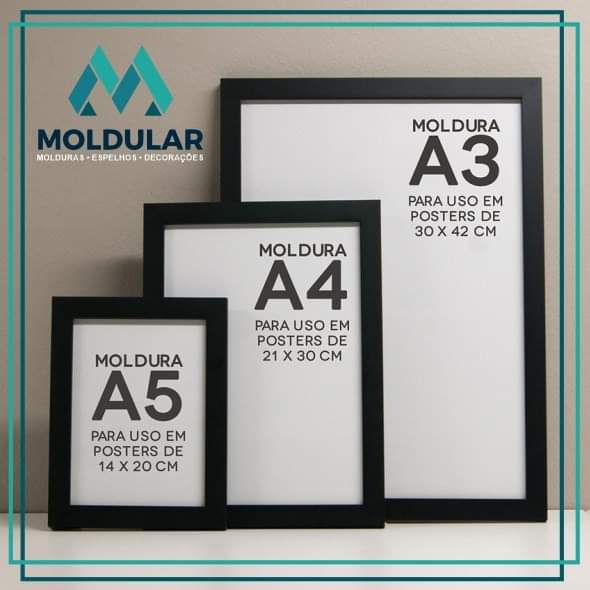 MOLDULAR
MOLDURAS • ESPELHOS • DECORAÇÕES
MOLDURA
A3
PARA USO EM
POSTERS DE
30 X 42 CM
MOLDURA
A4
PARA USO EM
POSTERS DE
21 X 30 CM
MOLDURA
A5
PARA USO EM
POSTERS DE
14 X 20 CM